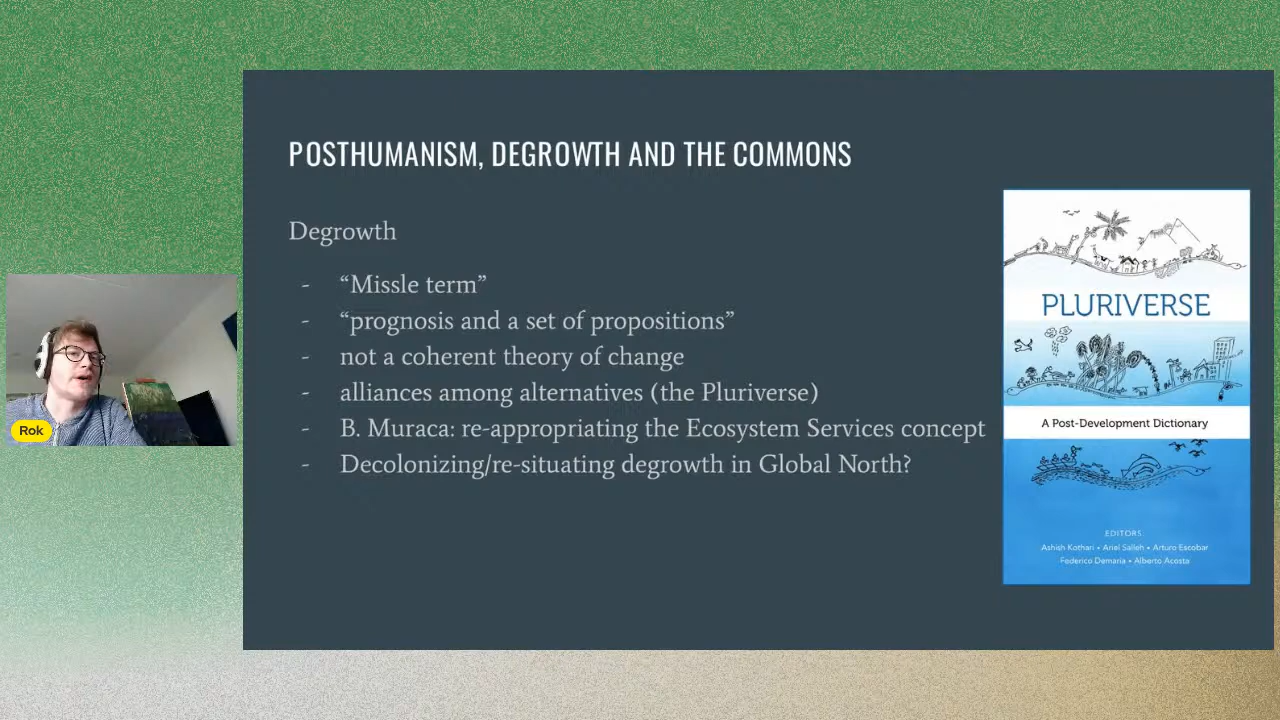 POSTHUMANISM, DEGROWTH AND THE COMMONS
Degrowth
- “Missle term”
- “prognosis and a set of propositions”
- not a coherent theory of change
- alliances among alternatives (the Pluriverse)
- B. Muraca: re-appropriating the Ecosystem Services concept
- Decolonizing/re-situating degrowth in Global North?
PLURIVERSE
A Post-Development Dictionary
EDITORS
Ashish Kothari • Ariel Salleh • Arturo Escobar
Federico Demaria • Alberto Acosta
Rok